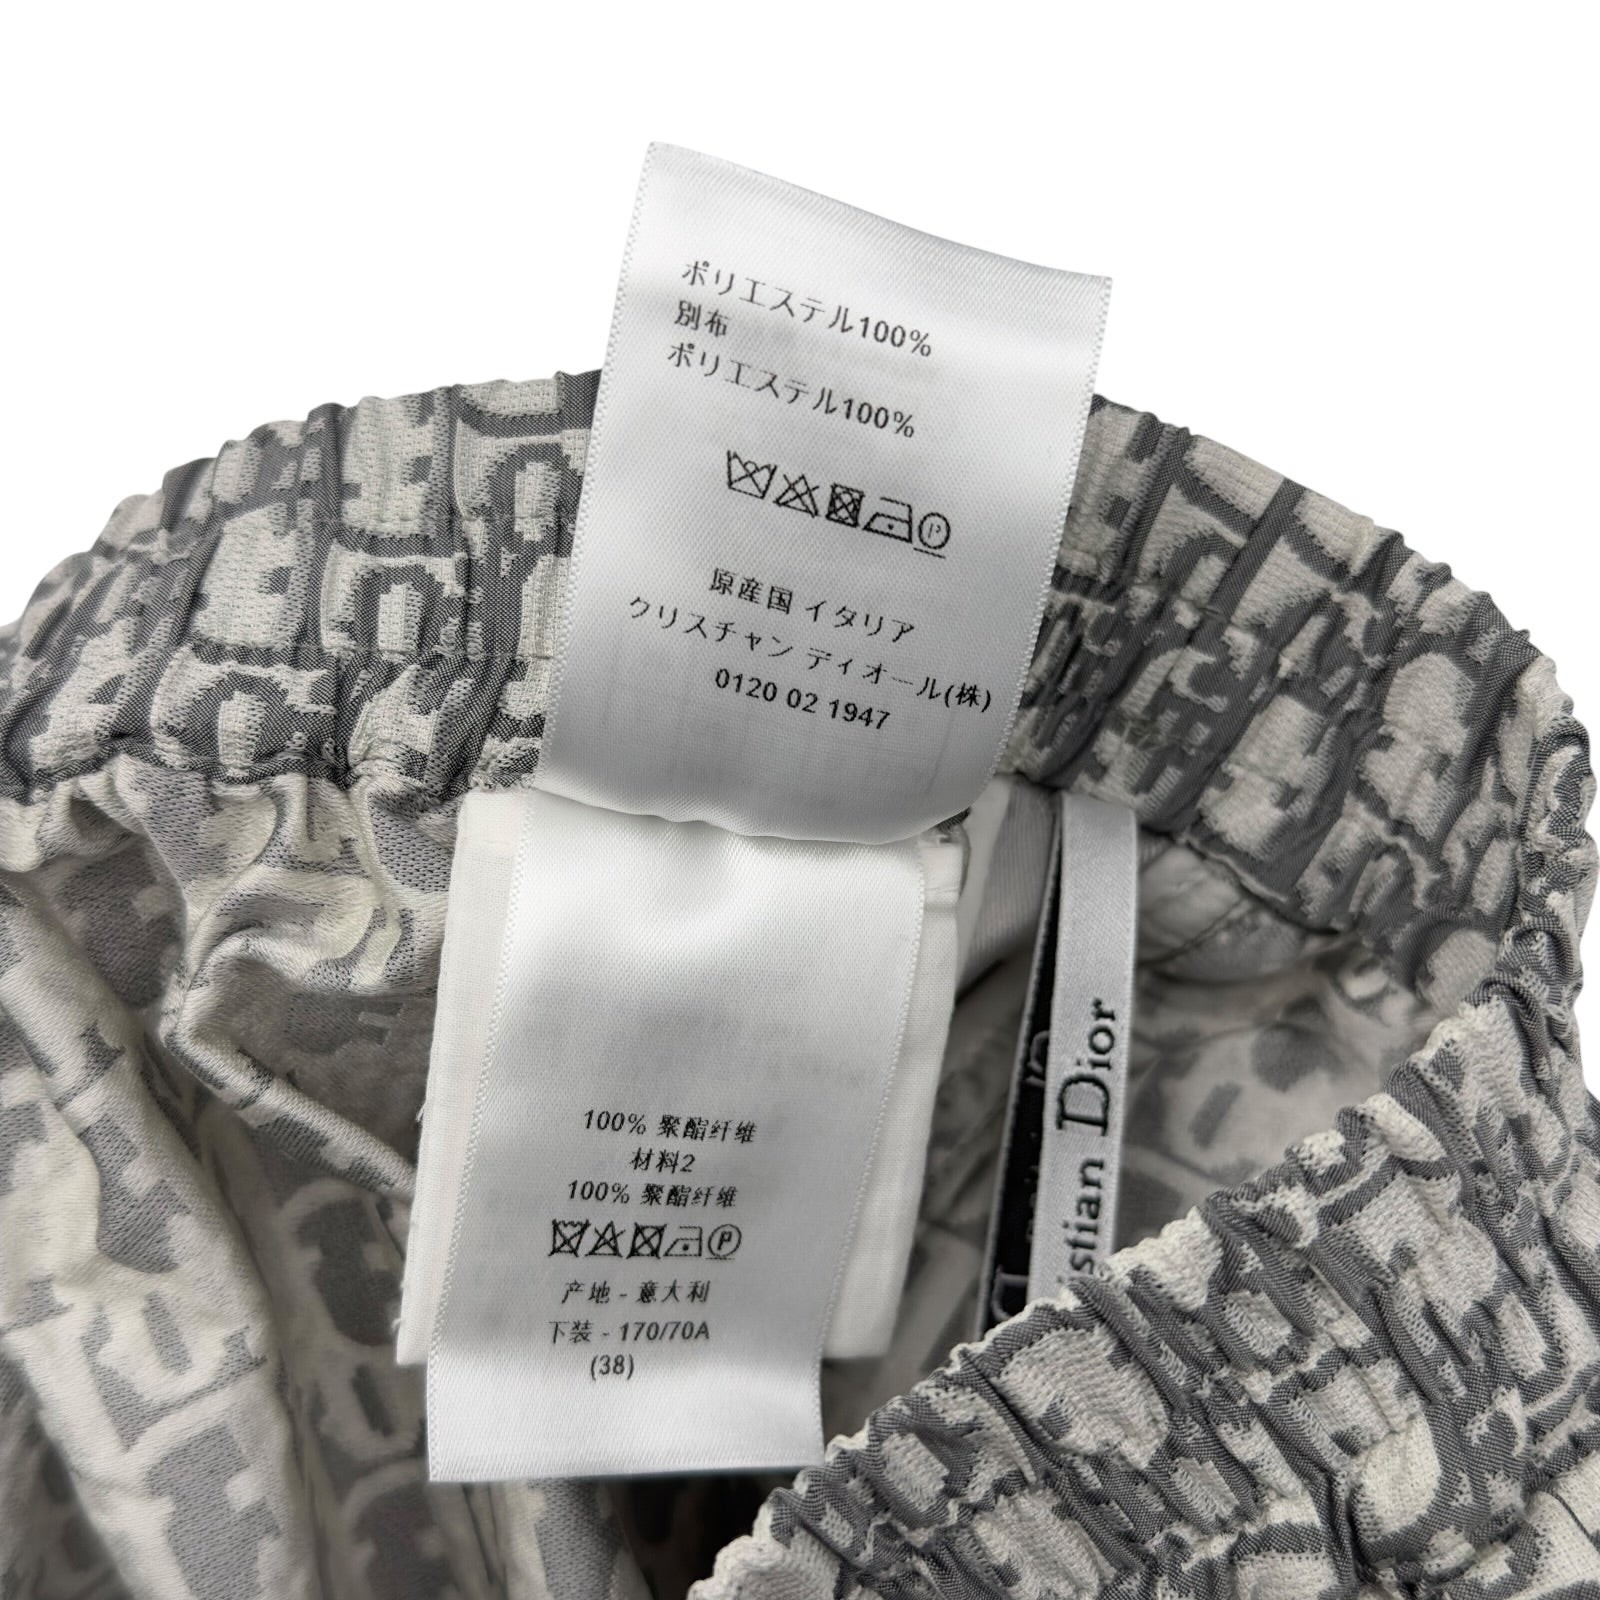 ポリエステル100%
別布
ポリエステル100%
P
原産国 イタリア
クリスチャン ディオール(株)
0120 02 1947
100% 聚酯纤维
材料2
100% 聚酯纤维
P
产地 - 意大利
下装 - 170/70A
(38)
stian Dior